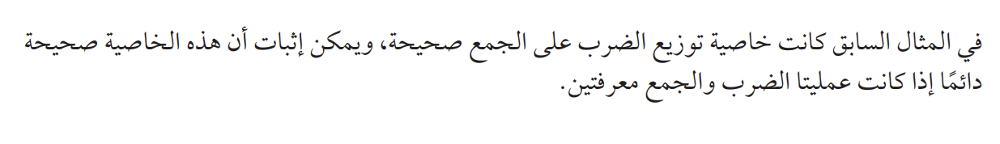 في المثال السابق كانت خاصية توزيع الضرب على الجمع صحيحة، ويمكن إثبات أن هذه الخاصية صحيحة
دائمًا إذا كانت عمليتا الضرب والجمع معرفتين.